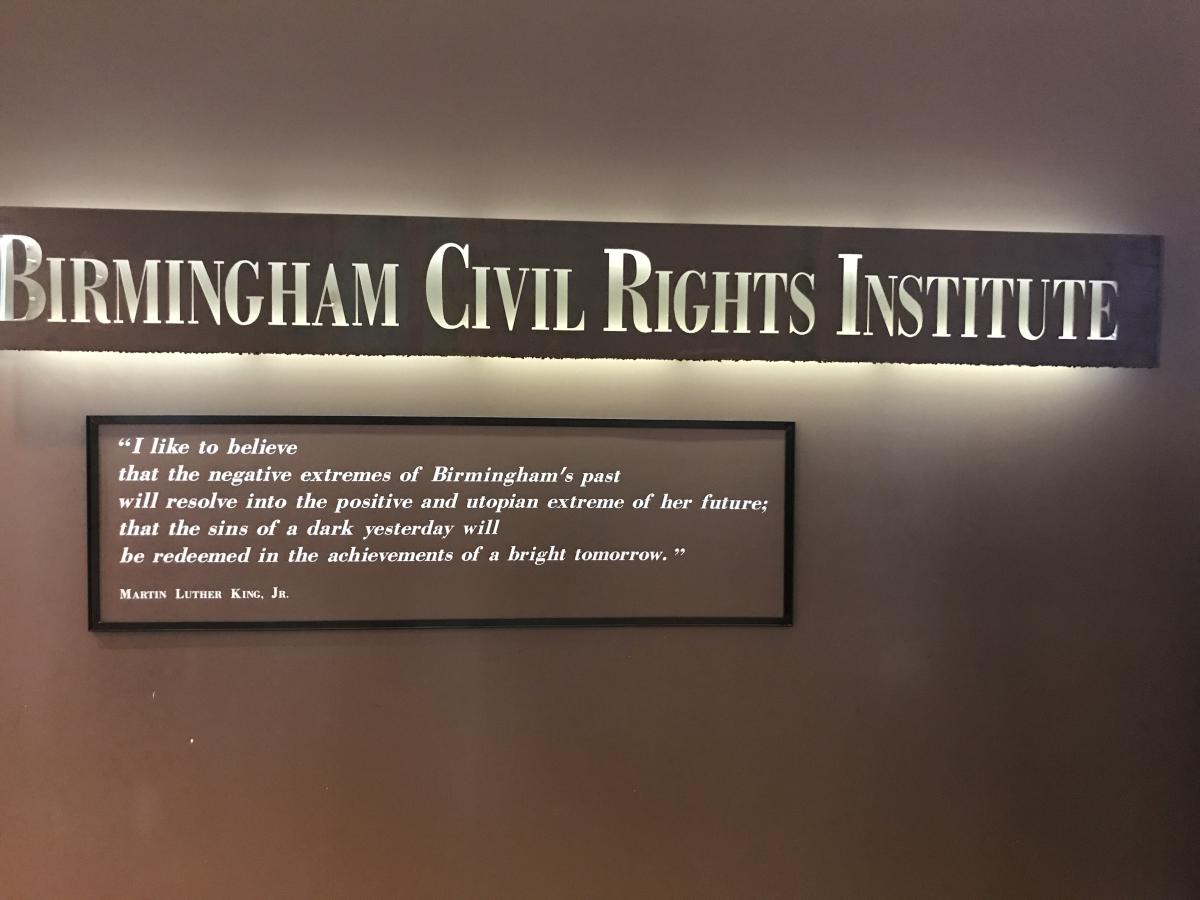 BIRMINGHAM CIVIL RIGHTS INSTITUTE
“I like to believe
that the negative extremes of Birmingham's past
will resolve into the positive and utopian extreme of her future;
that the sins of a dark yesterday will
be redeemed in the achievements of a bright tomorrow.”
MARTIN LUTHER KING, JR.